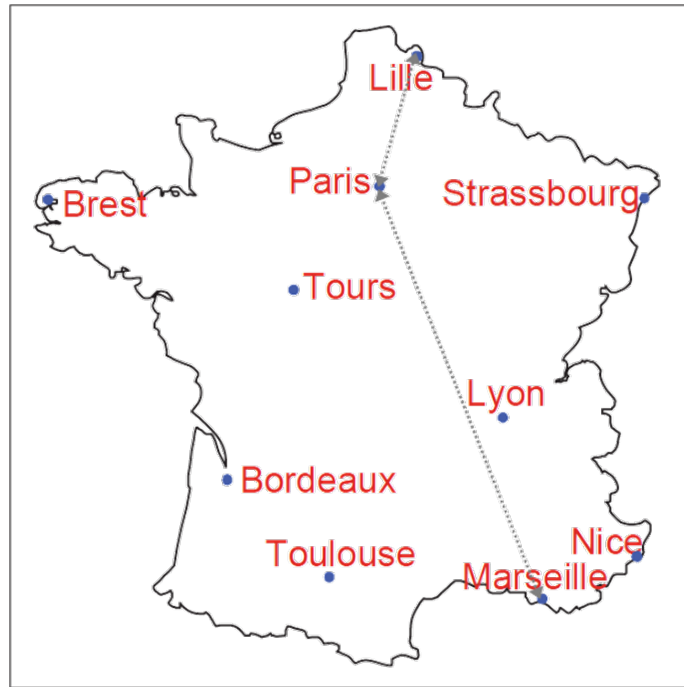 Lille
Paris
Strassbourg
Brest
Tours
Lyon
Bordeaux
Nice
Toulouse
Marseille